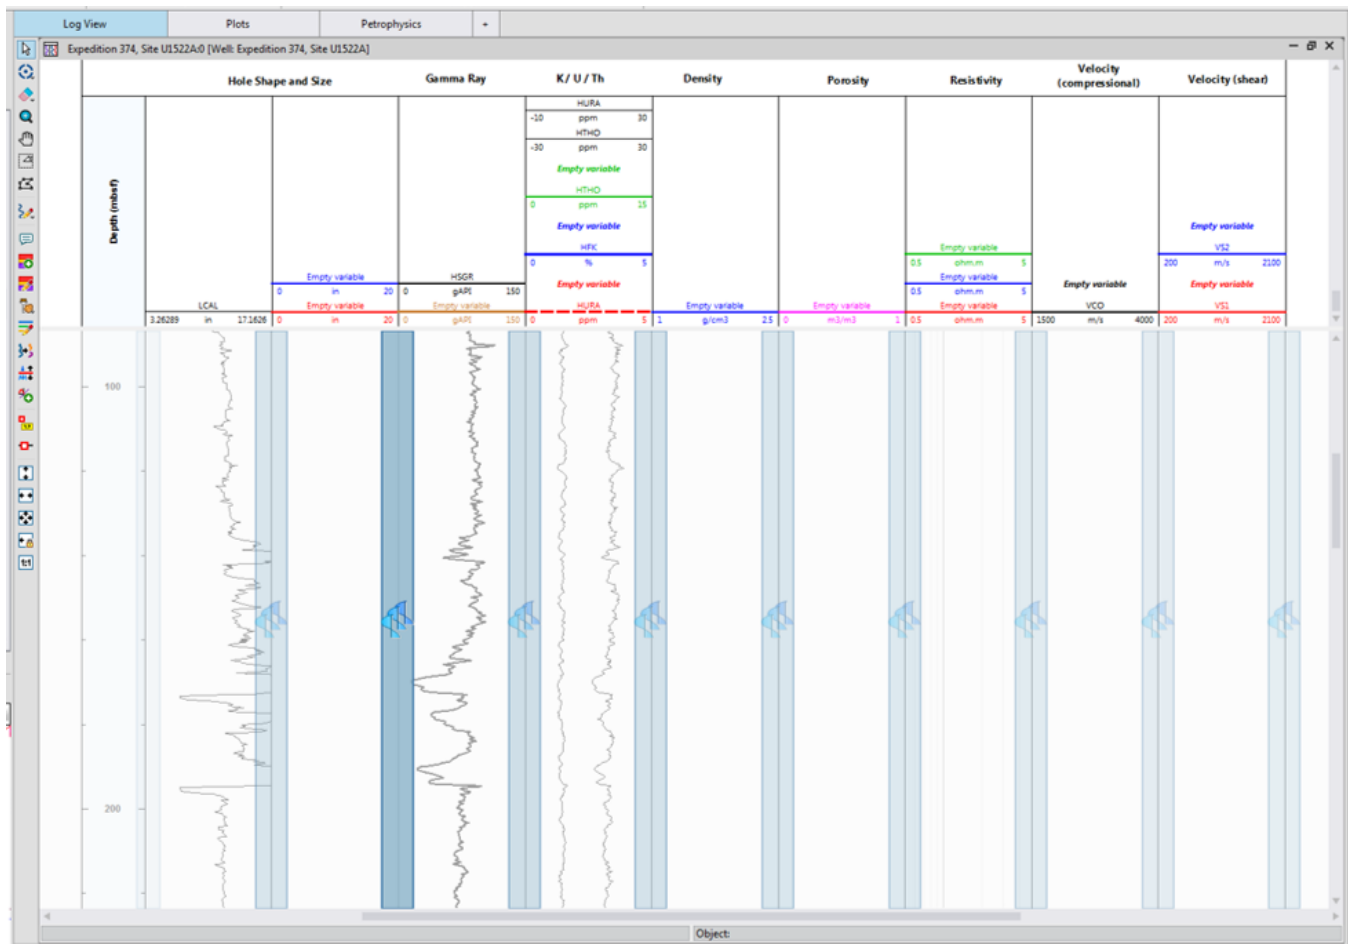 Log View Plots Petrophysics +
Expedition 374, Site U1522A:0 [Well: Expedition 374, Site U1522A]
Hole Shape and Size Gamma Ray K / U / Th Density Porosity Resistivity Velocity (compressional) Velocity (shear)
Depth (mbsf)
LCAL
3.26289 in 17.1626
Empty variable
0 in 20
Empty variable
0 in 20
HSGR
0 gAPI 150
Empty variable
0 gAPI 150
HURA
-10 ppm 30
HTHO
-30 ppm 30
Empty variable
HTHO
0 ppm 15
Empty variable
HFK
0 % 5
Empty variable
HURA
0 ppm 5
Empty variable
1 g/cm3 2.5
Empty variable
0 m3/m3 1
Empty variable
0.5 ohm.m 5
Empty variable
0.5 ohm.m 5
Empty variable
0.5 ohm.m 5
Empty variable
VCO
1500 m/s 4000
Empty variable
VS2
200 m/s 2100
Empty variable
VS1
200 m/s 2100
100
200
1:1
Object: